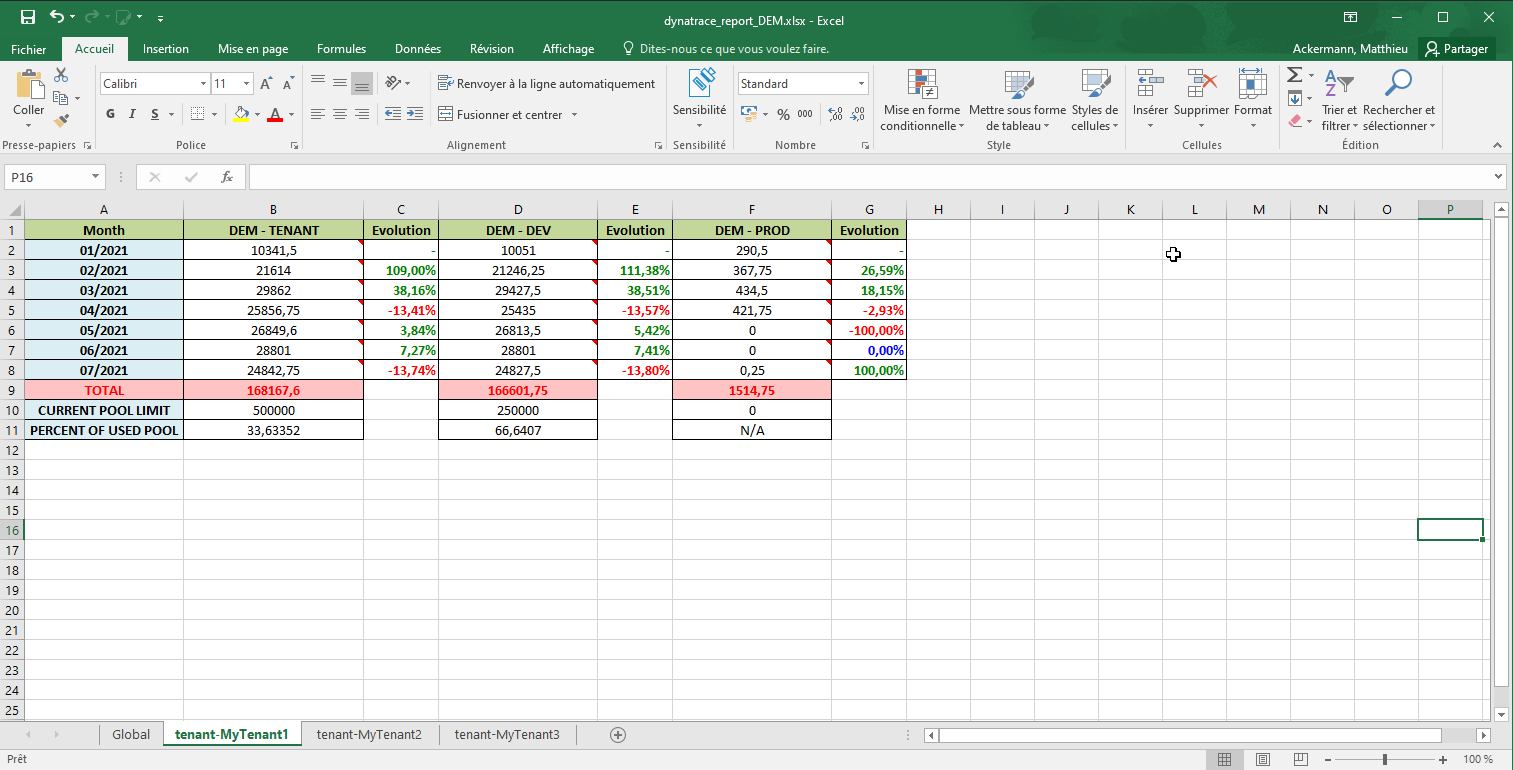 dynatrace_report_DEM.xlsx - Excel
Fichier Accueil Insertion Mise en page Formules Données Révision Affichage Dites-nous ce que vous voulez faire. Ackermann, Matthieu Partager
Coller
Presse-papiers
Calibri 11
G I S
Police
Renvoyer à la ligne automatiquement
Fusionner et centrer
Alignement
Sensibilité
Sensibilité
Standard
% 000
Nombre
Mise en forme conditionnelle
Mettre sous forme de tableau
Styles de cellules
Style
Insérer Supprimer Format
Cellules
Trier et filtrer
Rechercher et sélectionner
Édition
P16 fx
A B C D E F G H I J K L M N O P
1 Month DEM - TENANT Evolution DEM - DEV Evolution DEM - PROD Evolution
2 01/2021 10341,5 - 10051 - 290,5 -
3 02/2021 21614 109,00% 21246,25 111,38% 367,75 26,59%
4 03/2021 29862 38,16% 29427,5 38,51% 434,5 18,15%
5 04/2021 25856,75 -13,41% 25435 -13,57% 421,75 -2,93%
6 05/2021 26849,6 3,84% 26813,5 5,42% 0 -100,00%
7 06/2021 28801 7,27% 28801 7,41% 0 0,00%
8 07/2021 24842,75 -13,74% 24827,5 -13,80% 0,25 100,00%
9 TOTAL 168167,6 166601,75 1514,75
10 CURRENT POOL LIMIT 500000 250000 0
11 PERCENT OF USED POOL 33,63352 66,6407 N/A
12
13
14
15
16
17
18
19
20
21
22
23
24
25
Global tenant-MyTenant1 tenant-MyTenant2 tenant-MyTenant3
Prêt 100 %